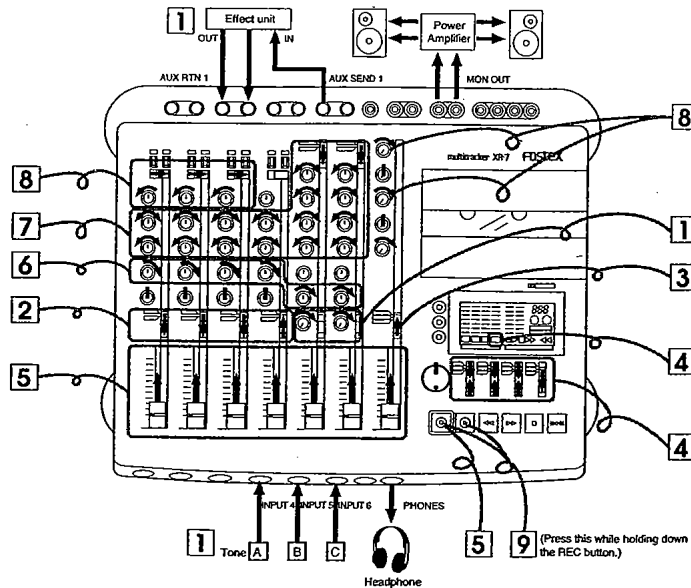 1 Effect unit
OUT IN
Power Amplifier
AUX RTN 1 AUX SEND 1 MON OUT
8
multitracker XR-7 FOSTEX
8
7
1
6
3
2
5
4
4
INPUT 4 INPUT 5 INPUT 6 PHONES
1 Tone A B C
5
9 (Press this while holding down
the REC button.)
Headphone